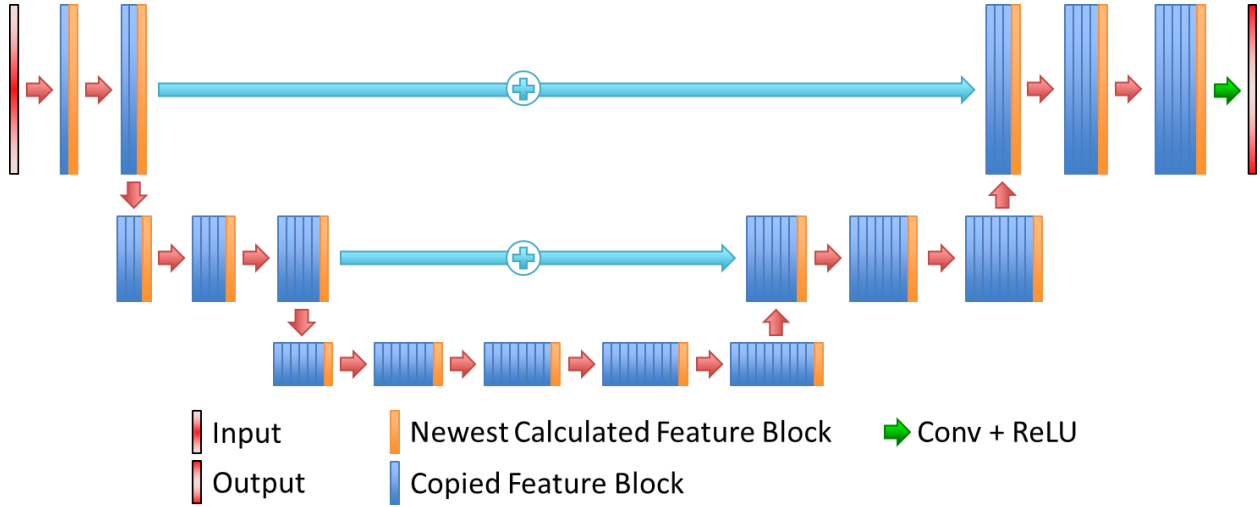 Input
Newest Calculated Feature Block
Conv + ReLU
Output
Copied Feature Block